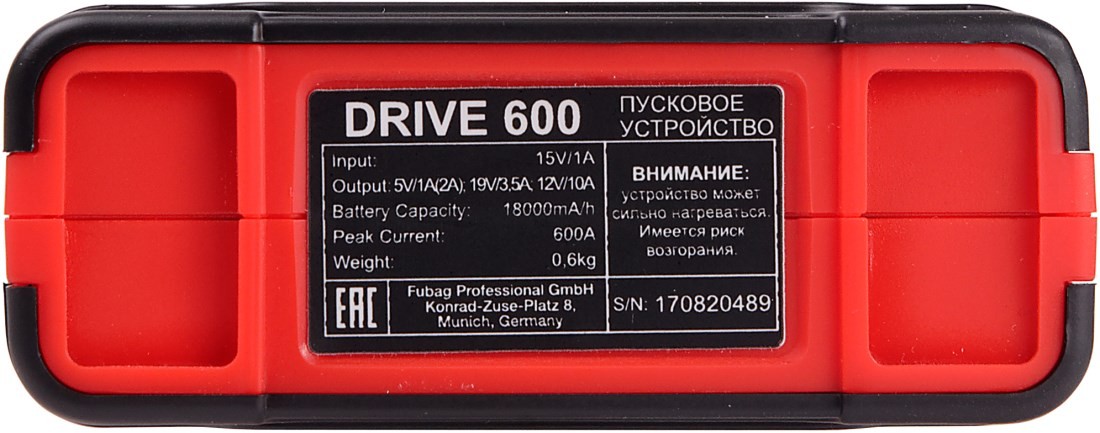 DRIVE 600
ПУСКОВОЕ
УСТРОЙСТВО
Input: 15V/1A
Output: 5V/1A(2A); 19V/3.5A; 12V/10A
Battery Capacity: 18000mA/h
Peak Current: 600A
Weight: 0,6kg
ВНИМАНИЕ:
устройство может
сильно нагреваться.
Имеется риск
возгорания.
EAC
Fubag Professional GmbH
Konrad-Zuse-Platz 8,
Munich, Germany
S/N: 170820489